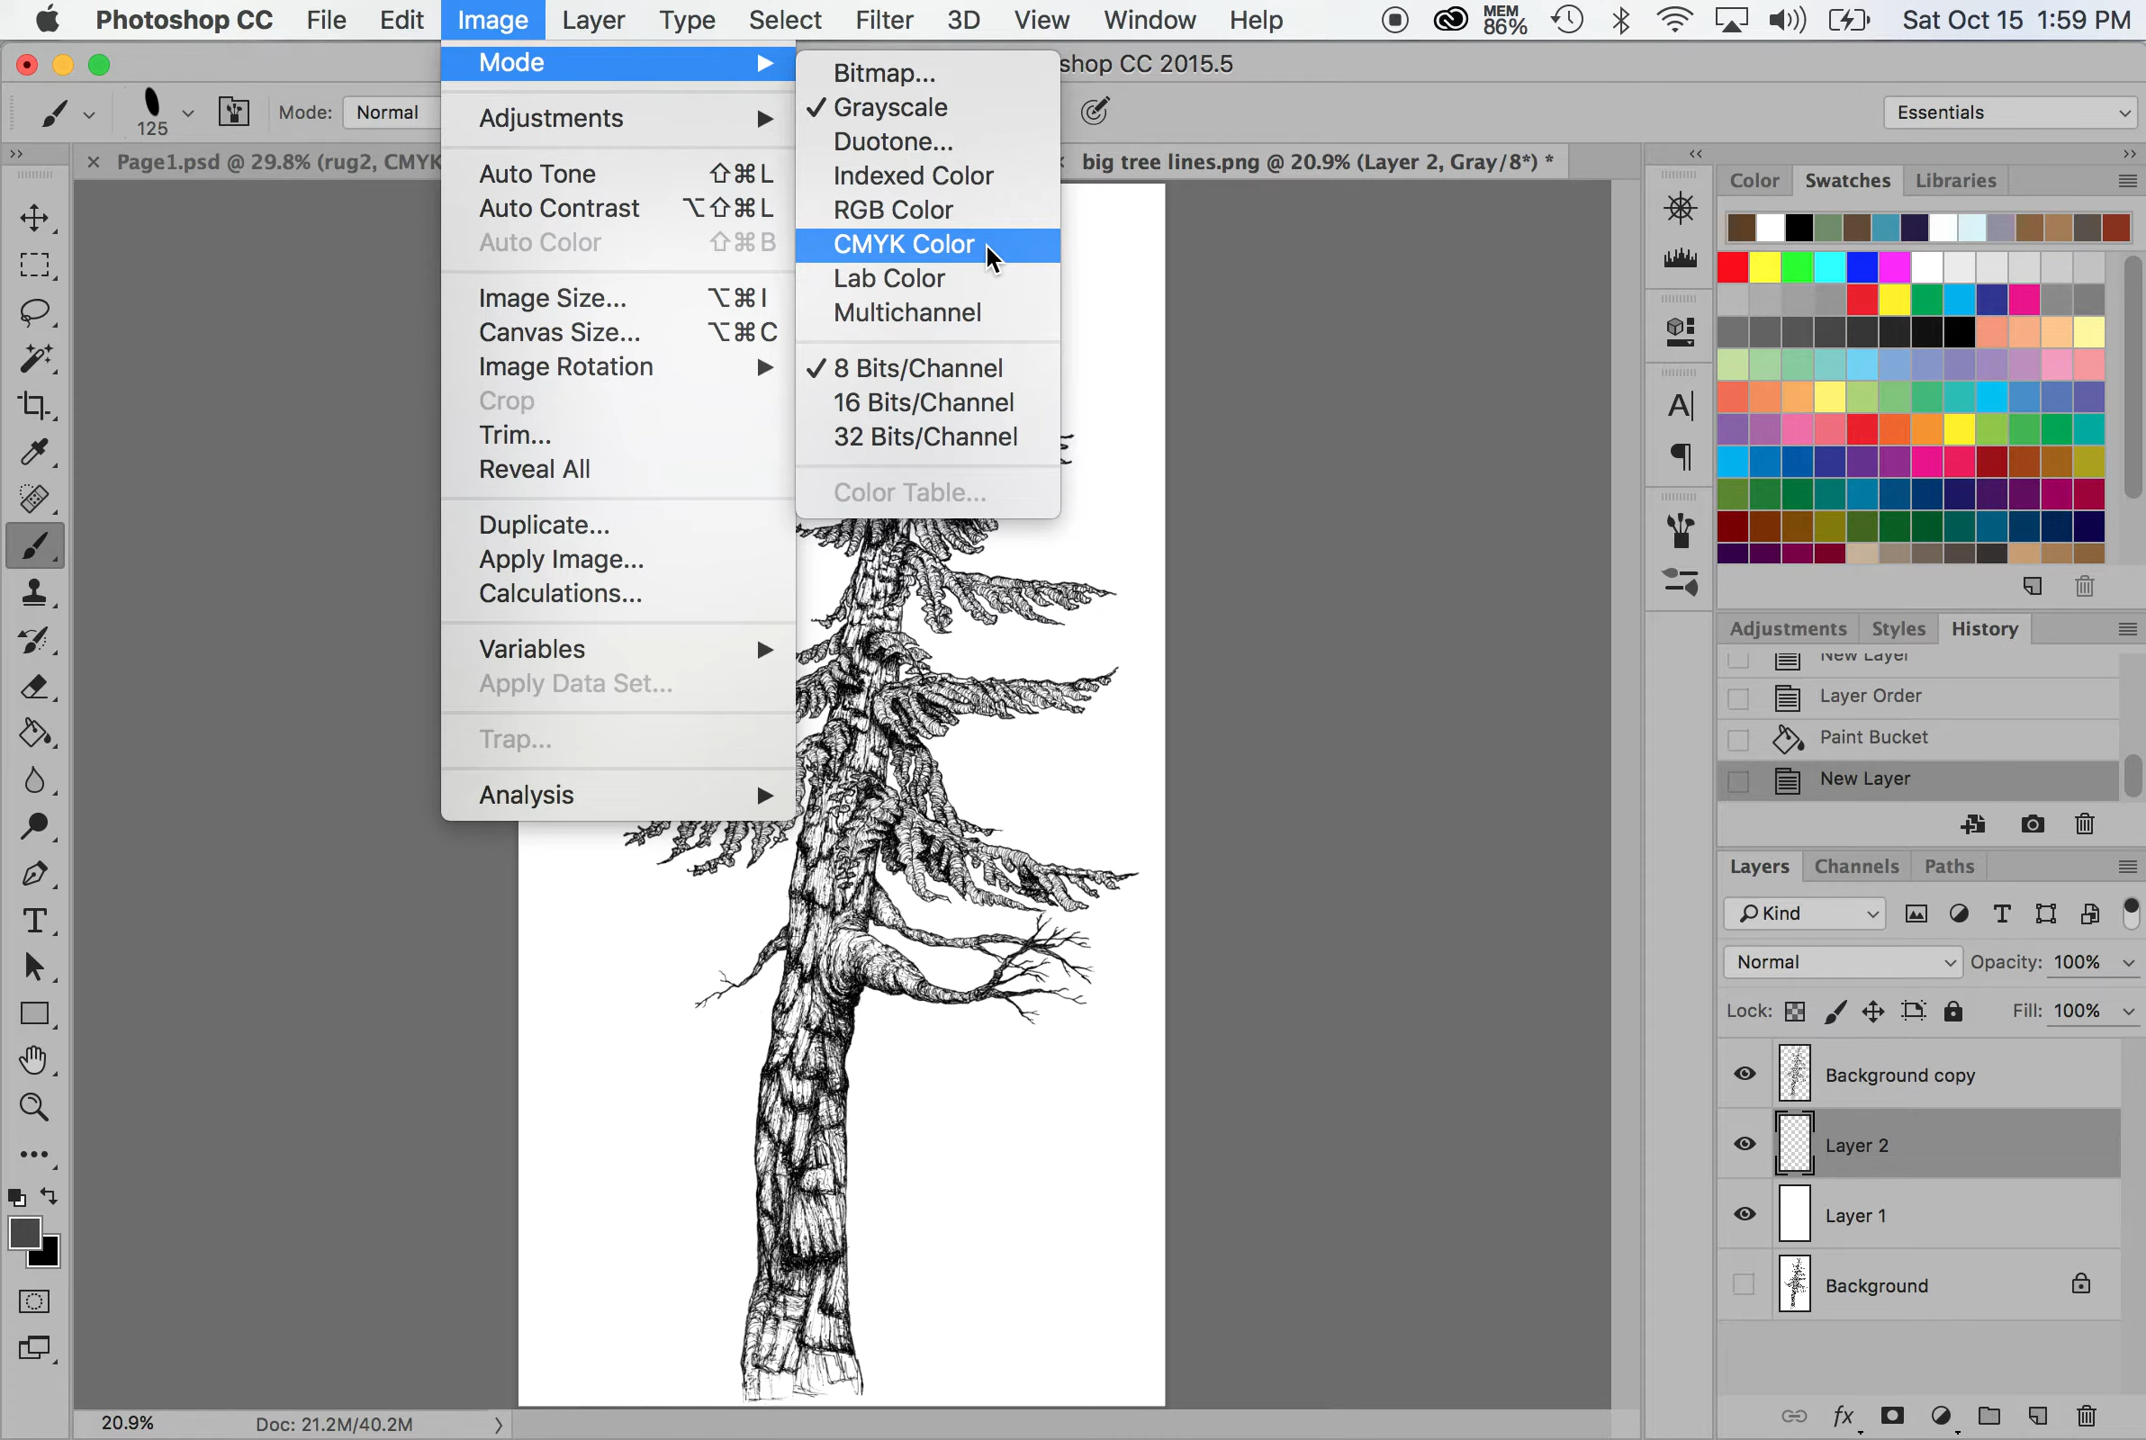 Photoshop CC File Edit Image Layer Type Select Filter 3D View Window Help MEM 86% Sat Oct 15 1:59 PM
shop CC 2015.5
125 Mode: Normal Essentials
× Page1.psd @ 29.8% (rug2, CMYK
big tree lines.png @ 20.9% (Layer 2, Gray/8*) *
Mode ▶
Adjustments ▶
Auto Tone ⇧⌘L
Auto Contrast ⌥⇧⌘L
Auto Color ⇧⌘B
Image Size... ⌥⌘I
Canvas Size... ⌥⌘C
Image Rotation ▶
Crop
Trim...
Reveal All
Duplicate...
Apply Image...
Calculations...
Variables ▶
Apply Data Set...
Trap...
Analysis ▶
Bitmap...
✓ Grayscale
Duotone...
Indexed Color
RGB Color
CMYK Color
Lab Color
Multichannel
✓ 8 Bits/Channel
16 Bits/Channel
32 Bits/Channel
Color Table...
Color Swatches Libraries
Adjustments Styles History
New Layer
Layer Order
Paint Bucket
New Layer
Layers Channels Paths
Kind
Normal Opacity: 100%
Lock: Fill: 100%
Background copy
Layer 2
Layer 1
Background
fx
20.9% Doc: 21.2M/40.2M